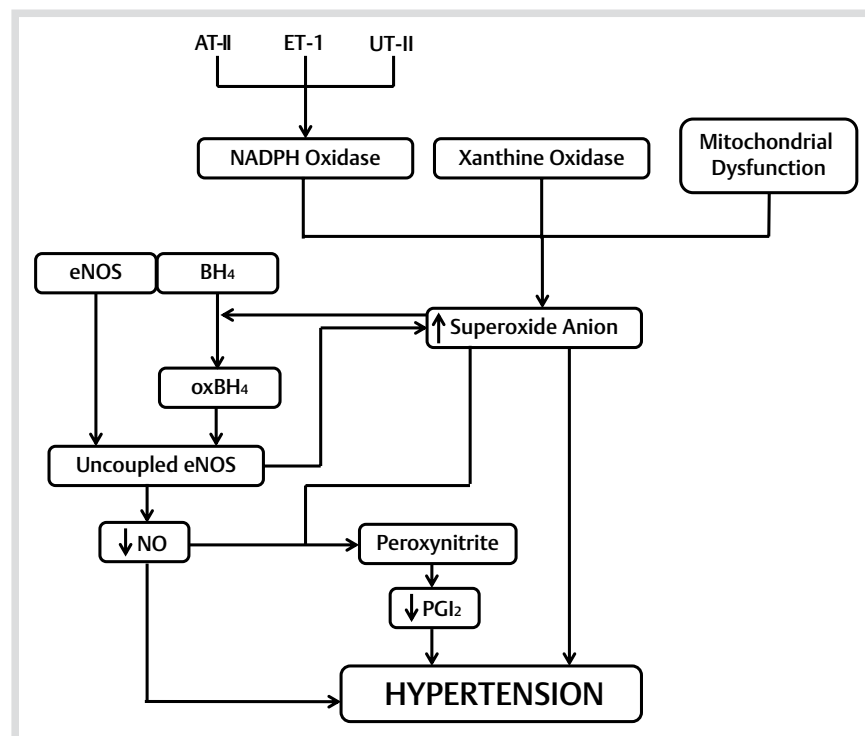 AT-II
ET-1
UT-II
NADPH Oxidase
Xanthine Oxidase
Mitochondrial
Dysfunction
eNOS
BH₄
↑ Superoxide Anion
oxBH₄
Uncoupled eNOS
↓ NO
Peroxynitrite
↓ PGI₂
HYPERTENSION